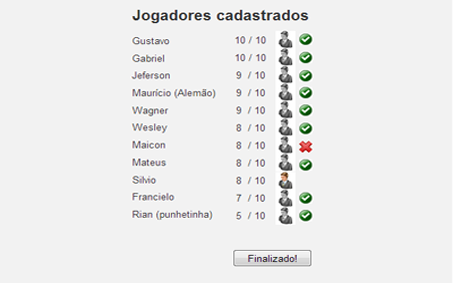 Jogadores cadastrados
Gustavo 10 / 10
Gabriel 10 / 10
Jeferson 9 / 10
Maurício (Alemão) 9 / 10
Wagner 9 / 10
Wesley 8 / 10
Maicon 8 / 10
Mateus 8 / 10
Silvio 8 / 10
Francielo 7 / 10
Rian (punhetinha) 5 / 10
Finalizado!